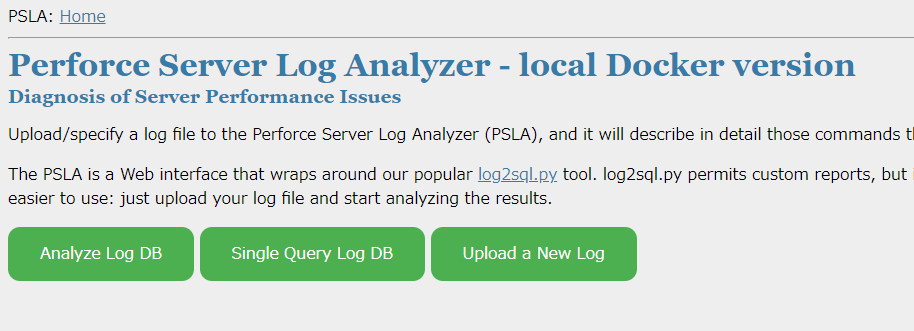 PSLA: Home
Perforce Server Log Analyzer - local Docker version
Diagnosis of Server Performance Issues
Upload/specify a log file to the Perforce Server Log Analyzer (PSLA), and it will describe in detail those commands
The PSLA is a Web interface that wraps around our popular log2sql.py tool. log2sql.py permits custom reports, but
easier to use: just upload your log file and start analyzing the results.
Analyze Log DB Single Query Log DB Upload a New Log